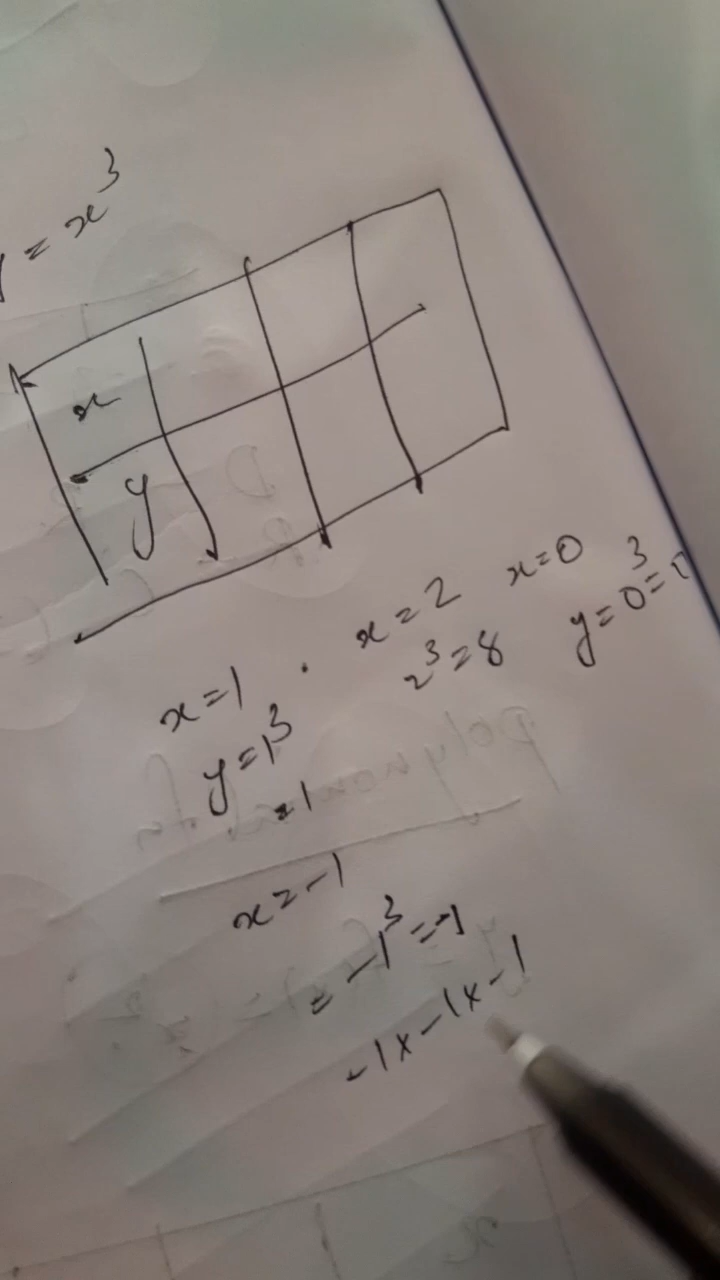 y = x³
x
y
x=1 . x=2 x=0
y=1³ 2³=8 y=0³=0
=1
x=-1
= -1³=-1
-1x-1x-1